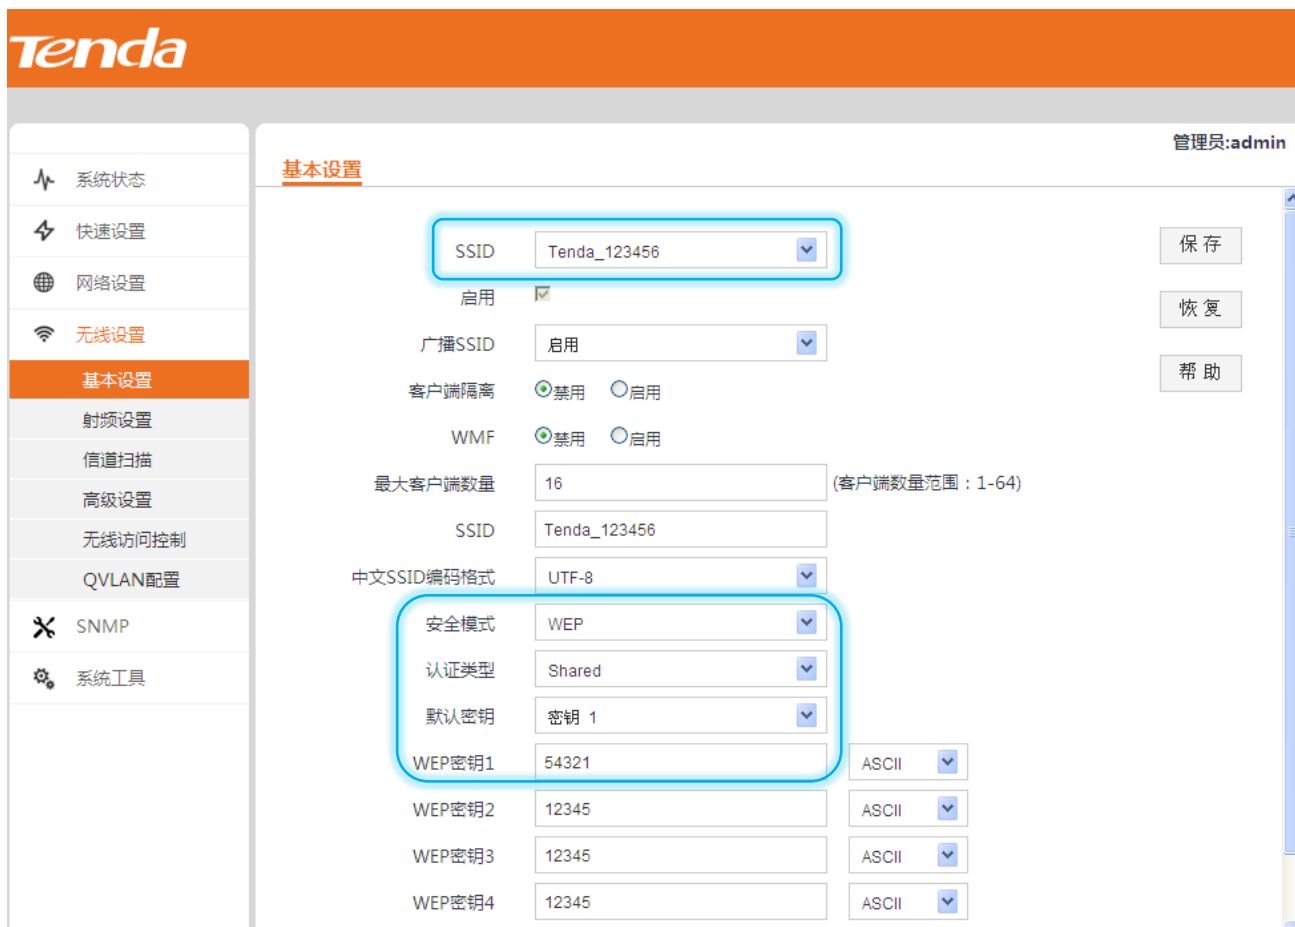 Tenda
管理员:admin
系统状态
快速设置
网络设置
无线设置
基本设置
射频设置
信道扫描
高级设置
无线访问控制
QVLAN配置
SNMP
系统工具
基本设置
SSID Tenda_123456
启用
广播SSID 启用
客户端隔离 禁用 启用
WMF 禁用 启用
最大客户端数量 16 (客户端数量范围：1-64)
SSID Tenda_123456
中文SSID编码格式 UTF-8
安全模式 WEP
认证类型 Shared
默认密钥 密钥 1
WEP密钥1 54321 ASCII
WEP密钥2 12345 ASCII
WEP密钥3 12345 ASCII
WEP密钥4 12345 ASCII
保存
恢复
帮助